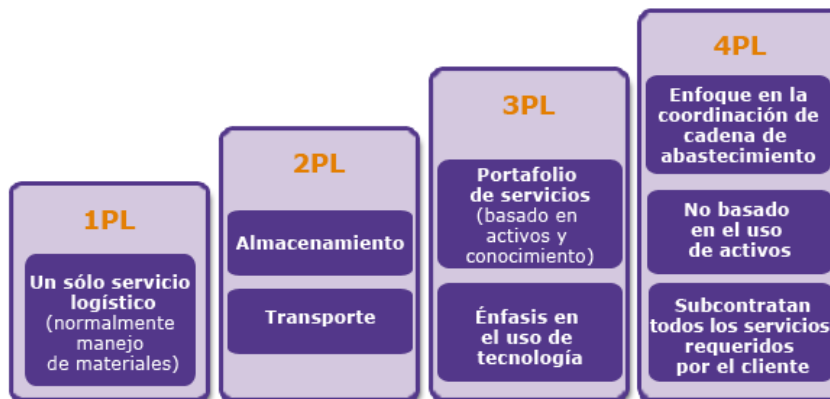 1PL
Un sólo servicio
logístico
(normalmente
manejo
de materiales)
2PL
Almacenamiento
Transporte
3PL
Portafolio
de servicios
(basado en
activos y
conocimiento)
Énfasis en
el uso de
tecnología
4PL
Enfoque en la
coordinación de
cadena de
abastecimiento
No basado
en el uso
de activos
Subcontratan
todos los servicios
requeridos
por el cliente